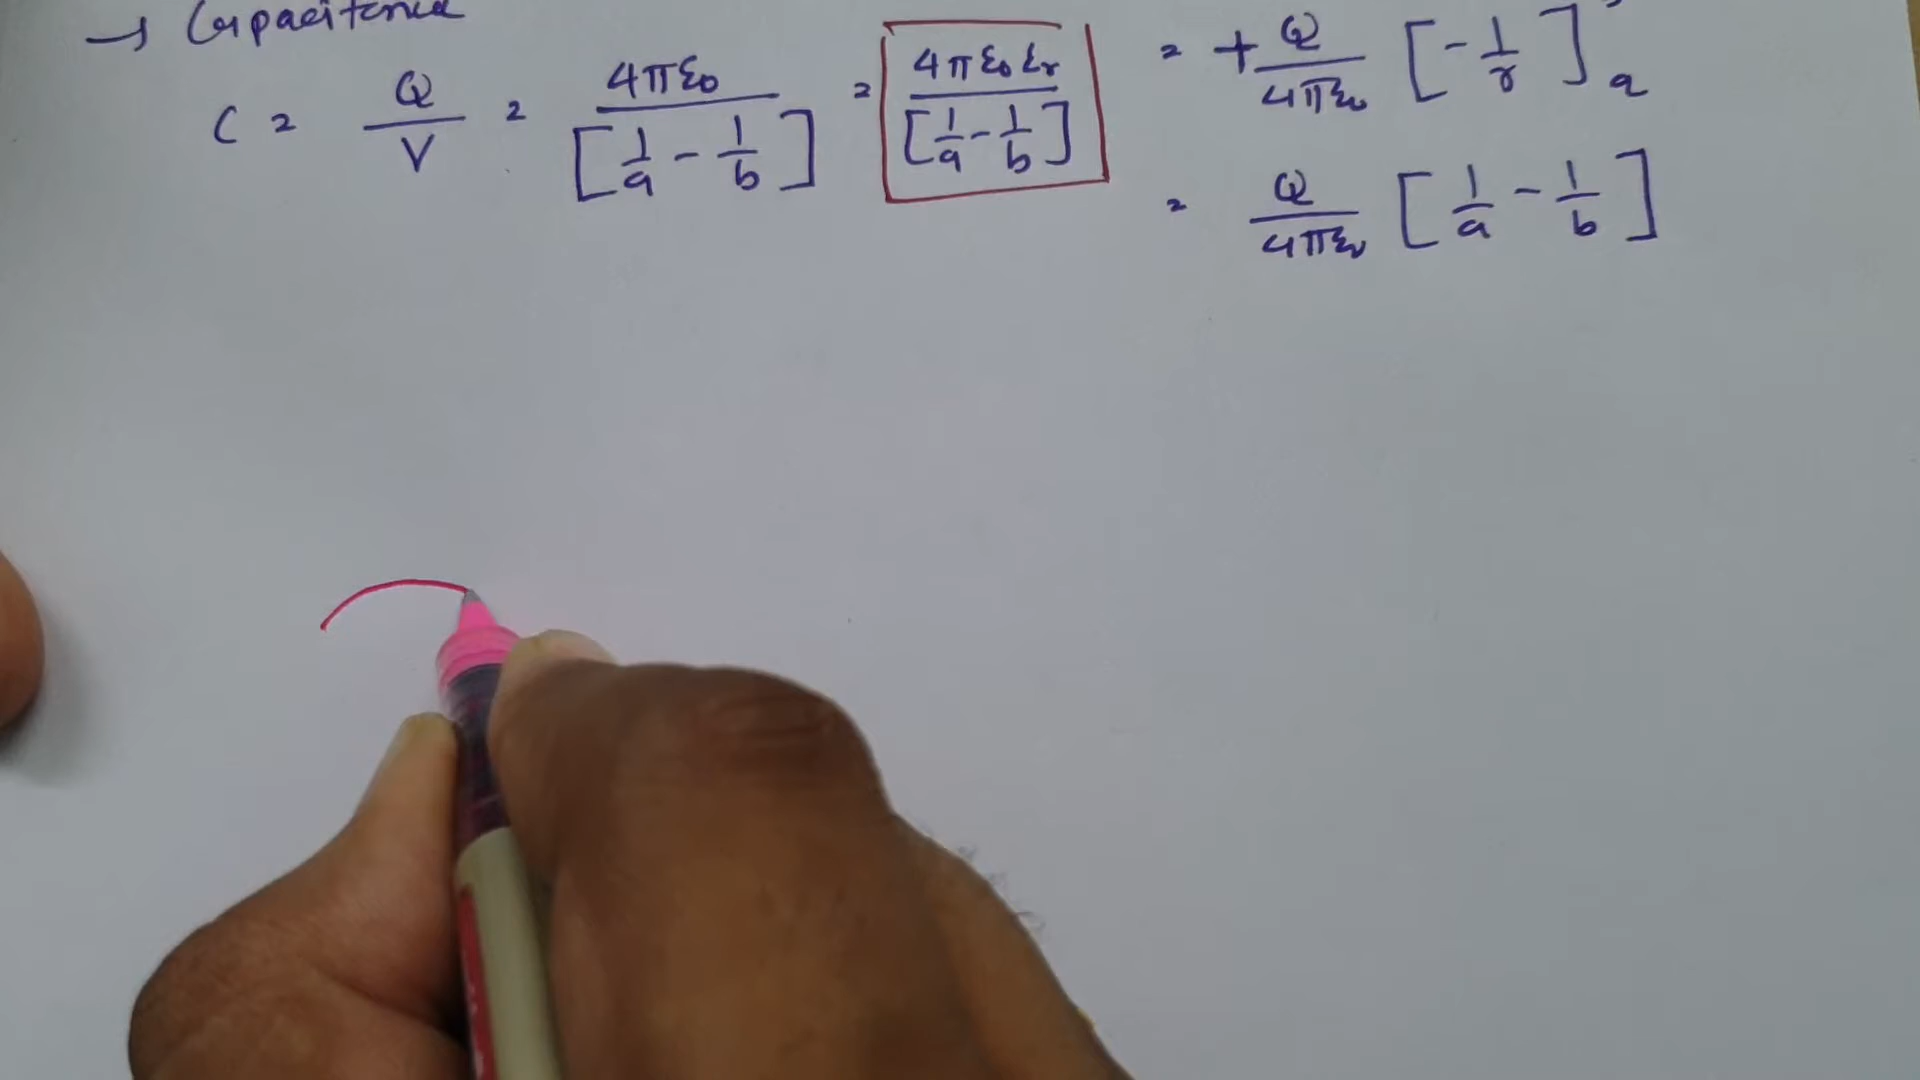 → Capacitance
C = Q / V = 4πε₀ / [1/a - 1/b] = 4πε₀εᵣ / [1/a - 1/b]
= + Q / 4πε₀ [-1/r]ₐ
= Q / 4πε₀ [1/a - 1/b]